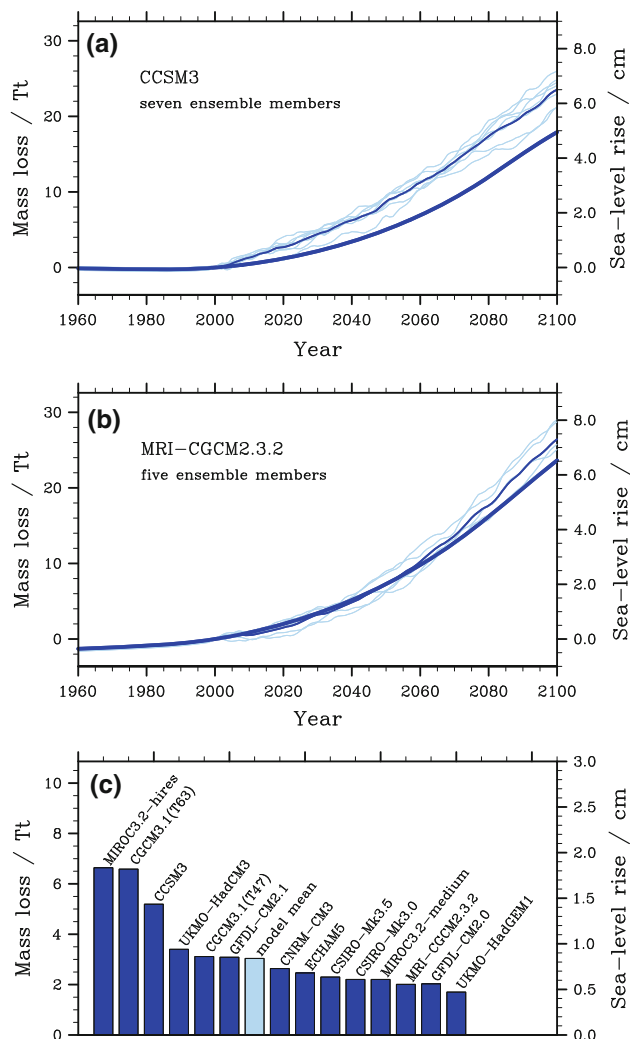 (a)
CCSM3
seven ensemble members
Mass loss / Tt
30
20
10
0
Sea-level rise / cm
8.0
6.0
4.0
2.0
0.0
1960 1980 2000 2020 2040 2060 2080 2100
Year
(b)
MRI-CGCM2.3.2
five ensemble members
Mass loss / Tt
30
20
10
0
Sea-level rise / cm
8.0
6.0
4.0
2.0
0.0
1960 1980 2000 2020 2040 2060 2080 2100
Year
(c)
Mass loss / Tt
10
8
6
4
2
0
MIROC3.2-hires
CGCM3.1(T63)
CCSM3
UKMO-HadCM3
CGCM3.1(T47)
GFDL-CM2.1
model mean
CNRM-CM3
ECHAM5
CSIRO-Mk3.5
CSIRO-Mk3.0
MIROC3.2-medium
MRI-CGCM2.3.2
GFDL-CM2.0
UKMO-HadGEM1
Sea-level rise / cm
3.0
2.5
2.0
1.5
1.0
0.5
0.0